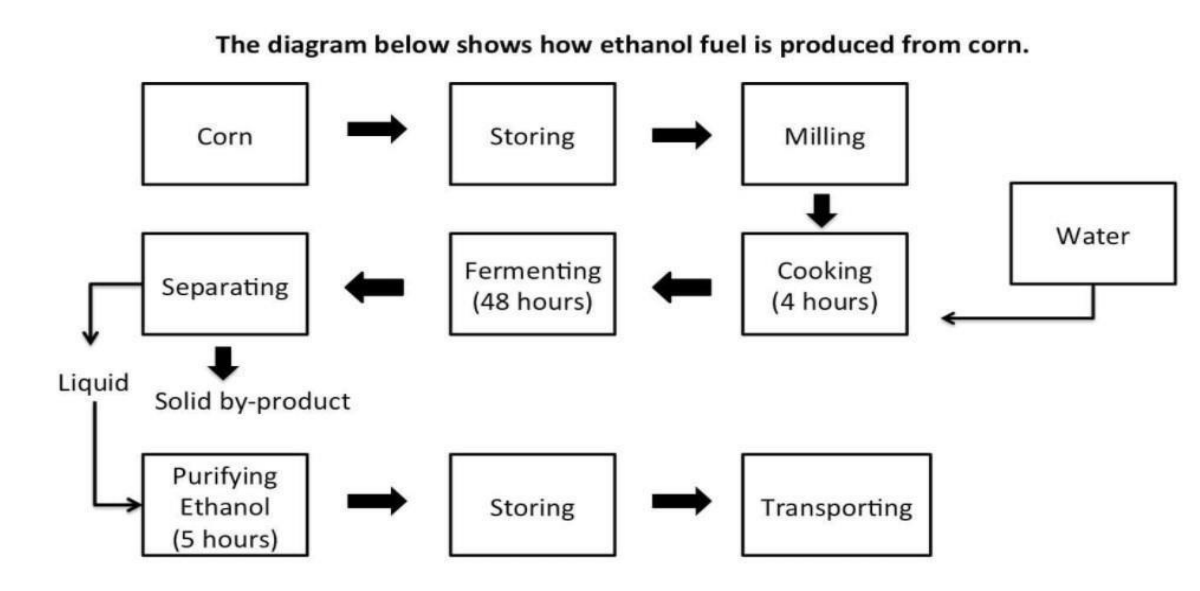 The diagram below shows how ethanol fuel is produced from corn.
Corn
Storing
Milling
Water
Cooking
(4 hours)
Fermenting
(48 hours)
Separating
Liquid
Solid by-product
Purifying
Ethanol
(5 hours)
Storing
Transporting